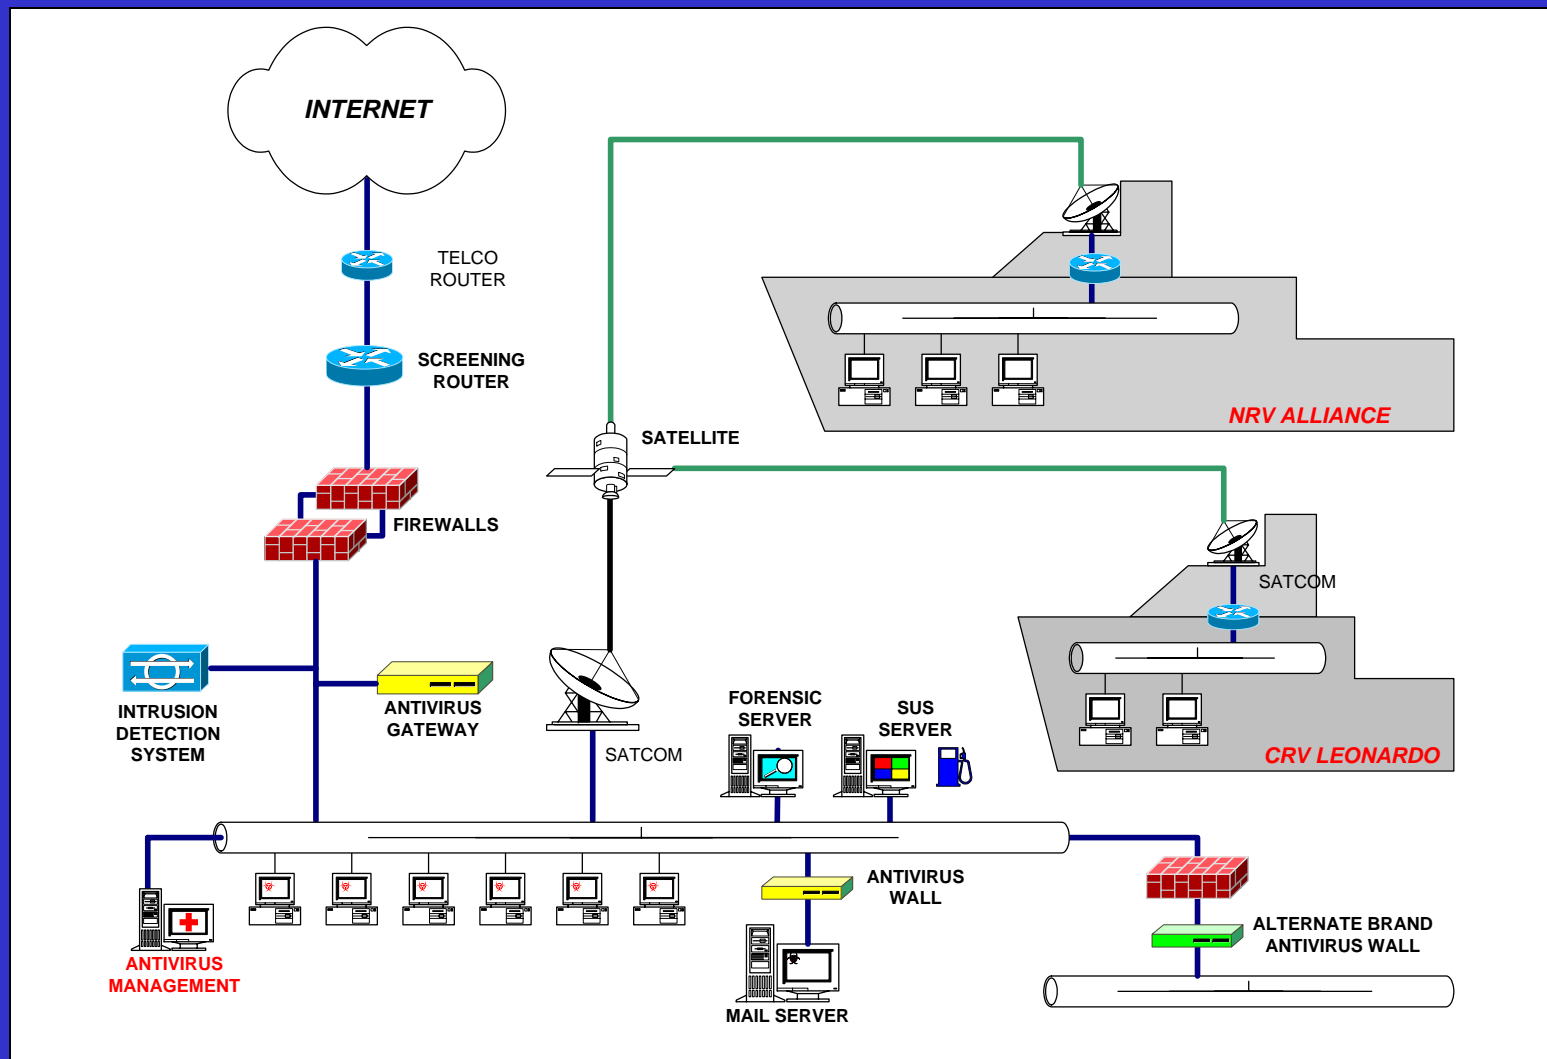 INTERNET
TELCO
ROUTER
SCREENING
ROUTER
NRV ALLIANCE
SATELLITE
FIREWALLS
SATCOM
INTRUSION
DETECTION
SYSTEM
ANTIVIRUS
GATEWAY
SATCOM
FORENSIC
SERVER
SUS
SERVER
CRV LEONARDO
ANTIVIRUS
WALL
ANTIVIRUS
MANAGEMENT
MAIL SERVER
ALTERNATE BRAND
ANTIVIRUS WALL